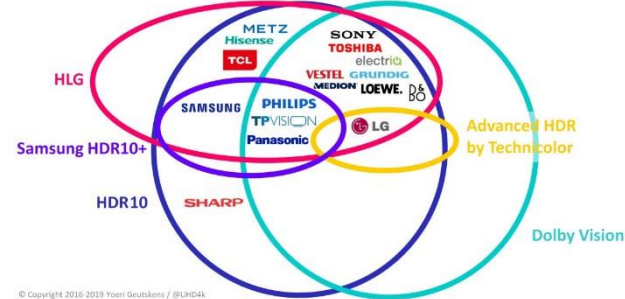 METZ
Hisense
TCL
SONY
TOSHIBA
electriQ
VESTEL GRUNDIG
MEDION LOEWE. B&O
HLG
SAMSUNG
PHILIPS
TPVISION
Panasonic
LG
Advanced HDR
by Technicolor
Samsung HDR10+
HDR10
SHARP
Dolby Vision
© Copyright 2016-2019 Yoeri Geutskens / @UHD4k